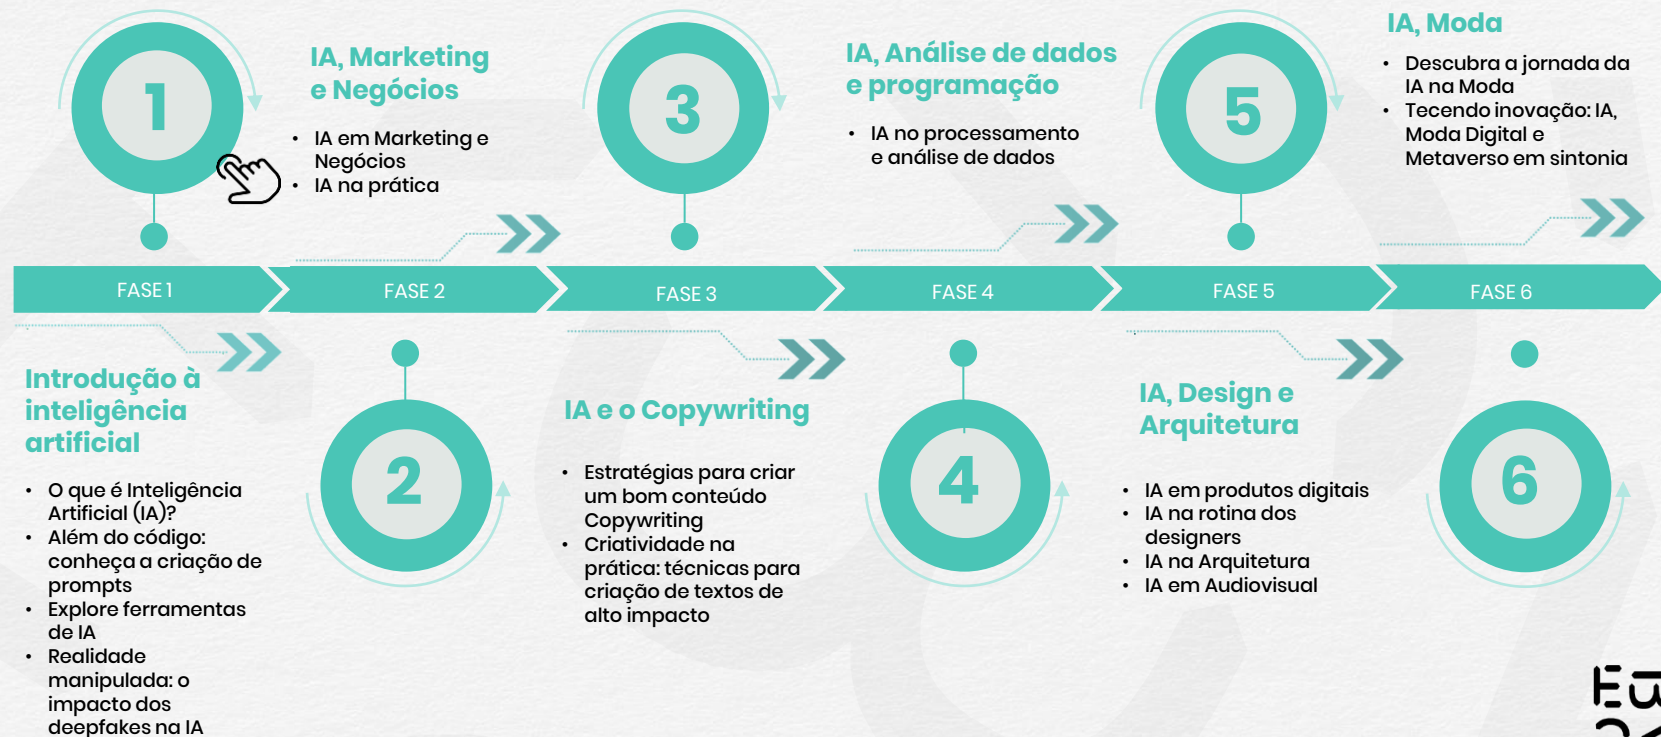 1
IA, Marketing
e Negócios
• IA em Marketing e
Negócios
• IA na prática
3
IA, Análise de dados
e programação
• IA no processamento
e análise de dados
5
IA, Moda
• Descubra a jornada da
IA na Moda
• Tecendo inovação: IA,
Moda Digital e
Metaverso em sintonia
FASE 1
FASE 2
FASE 3
FASE 4
FASE 5
FASE 6
Introdução à
inteligência
artificial
• O que é Inteligência
Artificial (IA)?
• Além do código:
conheça a criação de
prompts
• Explore ferramentas
de IA
• Realidade
manipulada: o
impacto dos
deepfakes na IA
2
IA e o Copywriting
• Estratégias para criar
um bom conteúdo
Copywriting
• Criatividade na
prática: técnicas para
criação de textos de
alto impacto
4
IA, Design e
Arquitetura
• IA em produtos digitais
• IA na rotina dos
designers
• IA na Arquitetura
• IA em Audiovisual
6